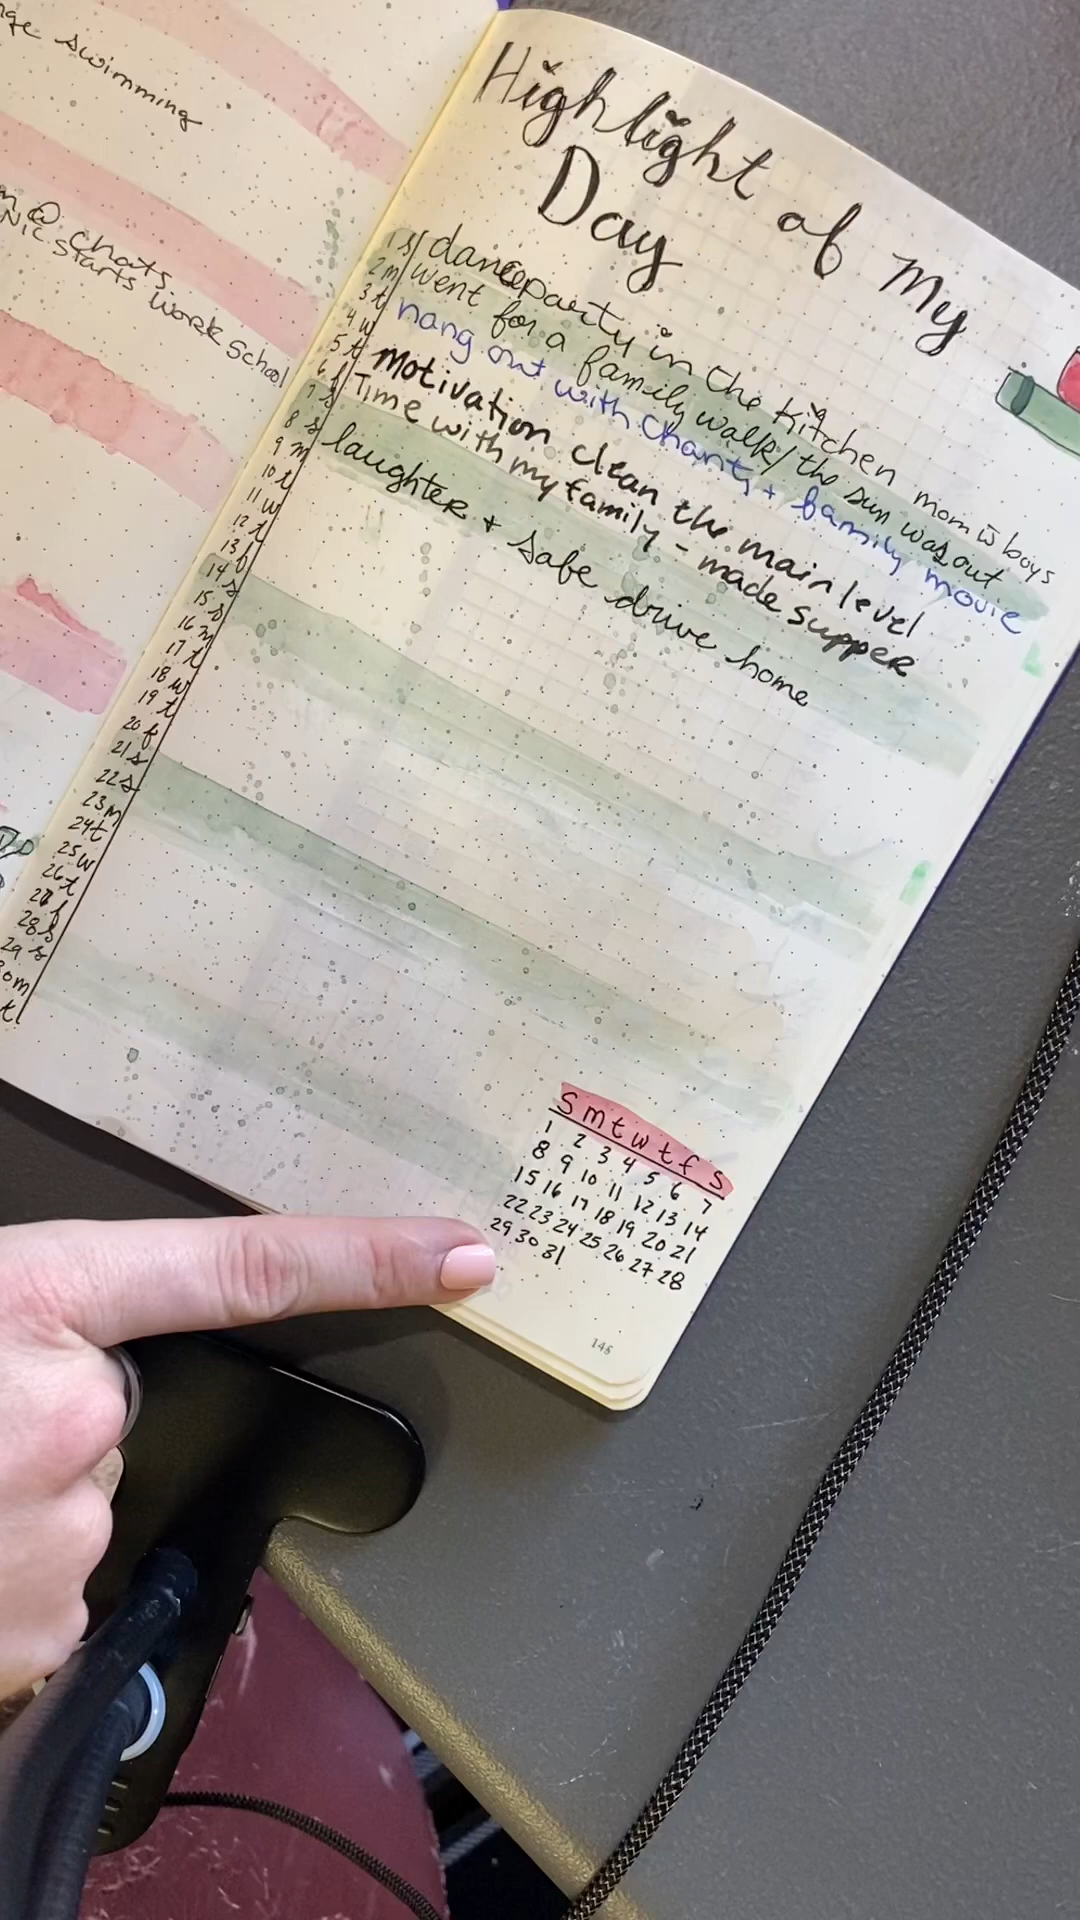 swimming
@ chats
Nic starts work school
Highlight of My
Day
1 s dance party in the kitchen mom w̄ boys
2 m went for a family walk / the sun was out
3 t hang out with Charity + family movie
4 w
5 t motivation clean the main level
6 f Time with my family - made supper
7 s
8 s laughter + safe drive home
9 m
10 t
11 w
12 t
13 f
14 s
15 s
16 m
17 t
18 w
19 t
20 f
21 s
22 s
23 m
24 t
25 w
26 t
27 f
28 s
29 s
30 m
t
S m t w t f s
1 2 3 4 5 6 7
8 9 10 11 12 13 14
15 16 17 18 19 20 21
22 23 24 25 26 27 28
29 30 31
145